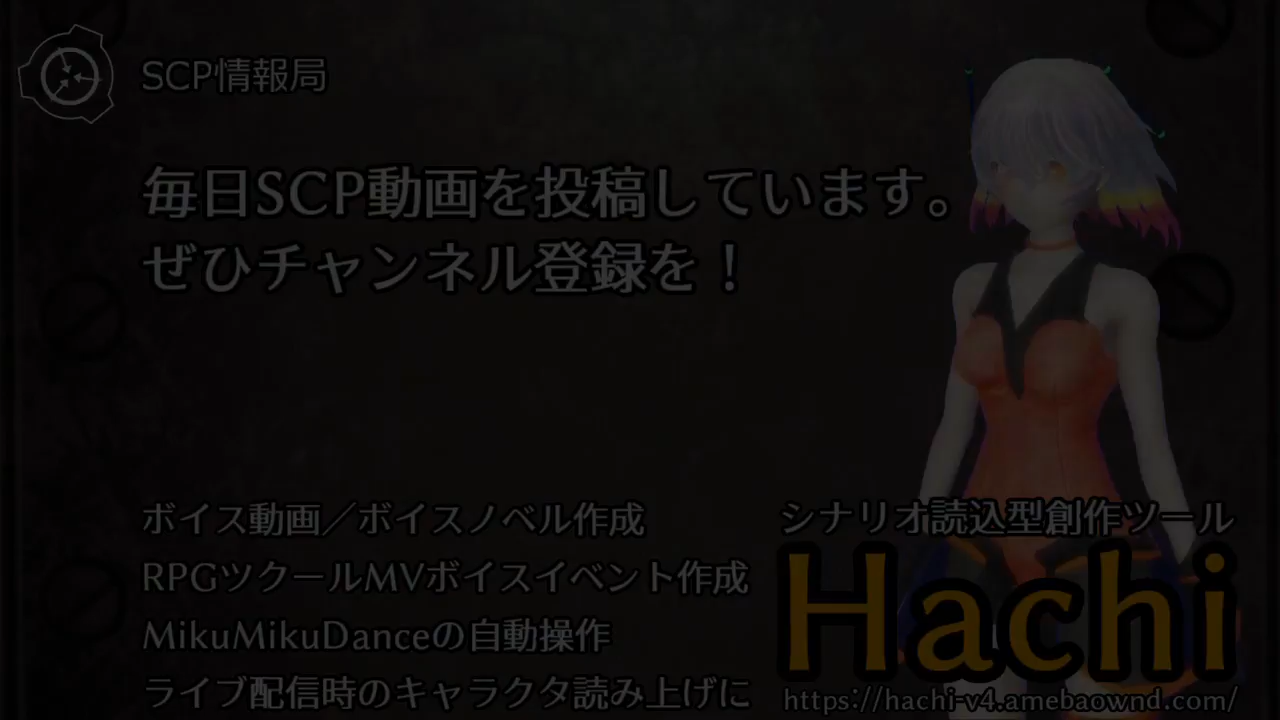 SCP情報局
毎日SCP動画を投稿しています。
ぜひチャンネル登録を！
ボイス動画／ボイスノベル作成
RPGツクールMVボイスイベント作成
MikuMikuDanceの自動操作
ライブ配信時のキャラクタ読み上げに
シナリオ読込型創作ツール
Hachi
https://hachi-v4.amebaownd.com/